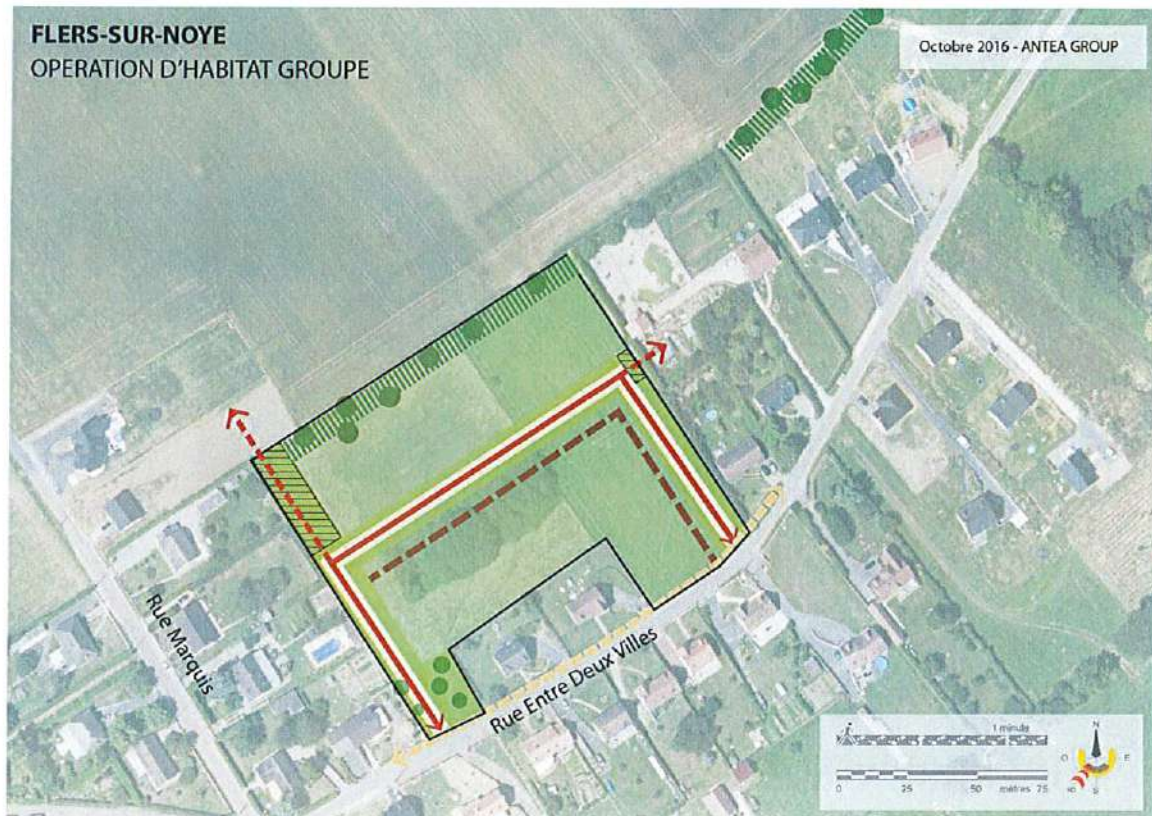 FLERS-SUR-NOYE
OPERATION D'HABITAT GROUPE
Octobre 2016 - ANTEA GROUP
Rue Marquis
Rue Entre Deux Villes
1 minute
0 25 50 mètres 75
N
O E
S